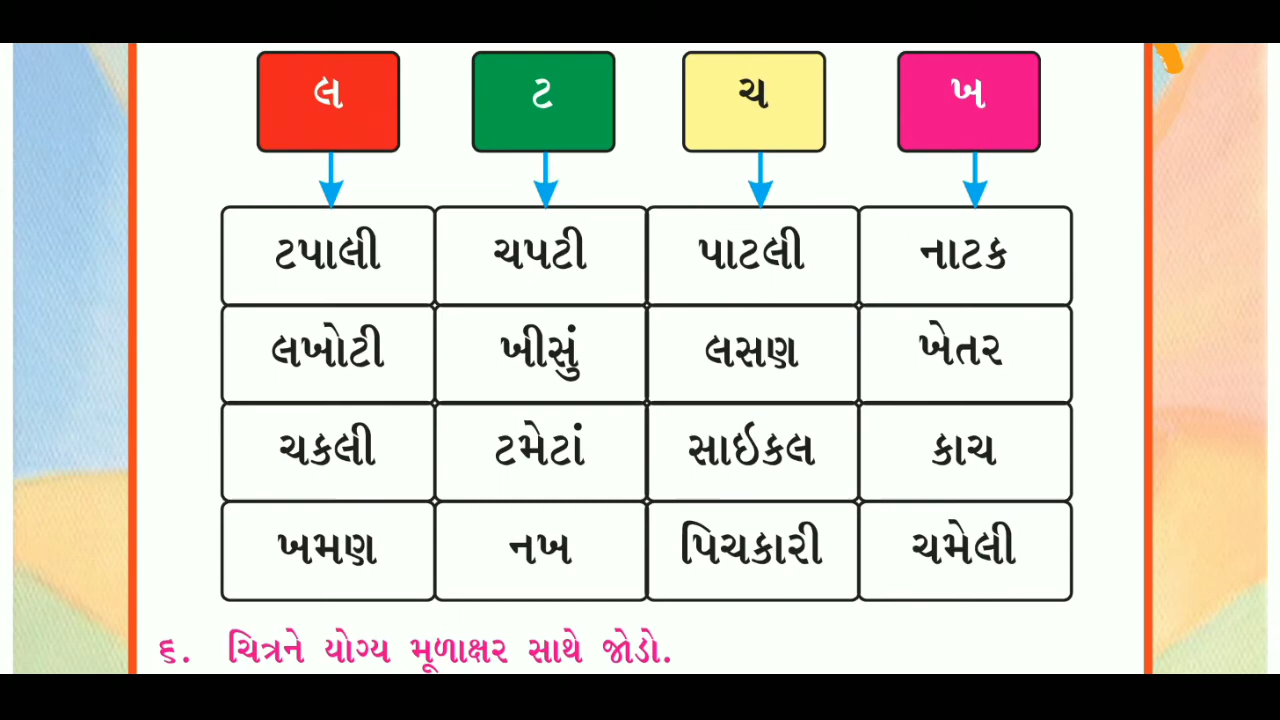 લ ટ ચ ખ
ટપાલી ચપટી પાટલી નાટક
લખોટી ખીસું લસણ ખેતર
ચકલી ટમેટાં સાઇકલ કાચ
ખમણ નખ પિચકારી ચમેલી
૬. ચિત્રને યોગ્ય મૂળાક્ષર સાથે જોડો.